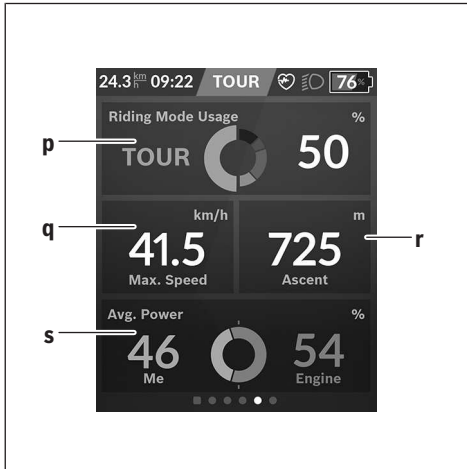 24.3 km/h 09:22 TOUR 76%
Riding Mode Usage %
p
TOUR 50
q km/h m
41.5 725 r
Max. Speed Ascent
Avg. Power %
s
46 54
Me Engine